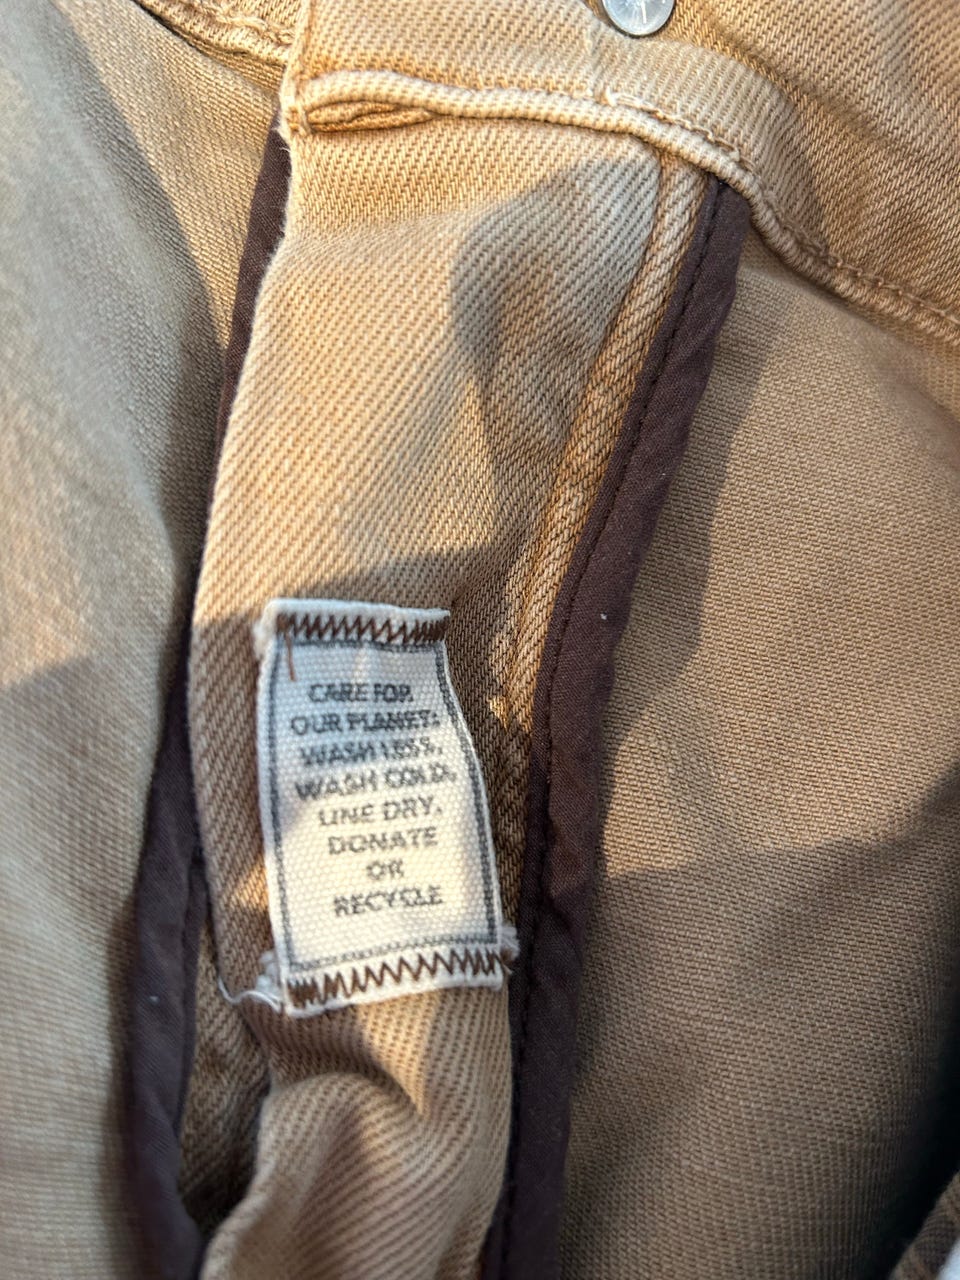 CARE FOR
OUR PLANET:
WASH LESS,
WASH COLD,
LINE DRY,
DONATE
OR
RECYCLE